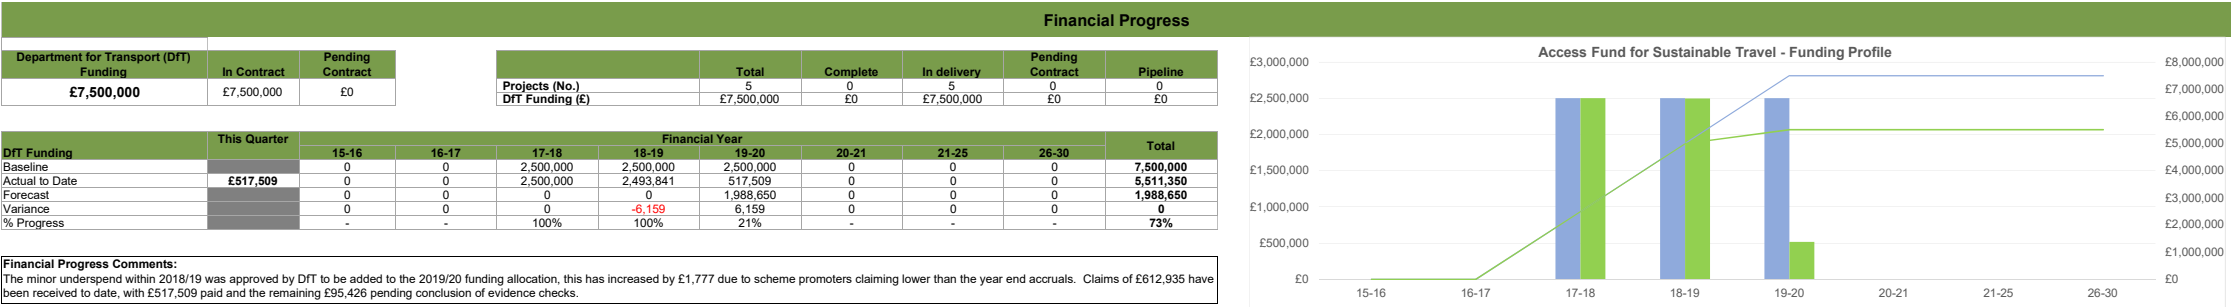 Financial Progress
Department for Transport (DfT) Funding In Contract Pending Contract
£7,500,000 £7,500,000 £0
Total Complete In delivery Pending Contract Pipeline
Projects (No.) 5 0 5 0 0
DfT Funding (£) £7,500,000 £0 £7,500,000 £0 £0
DfT Funding This Quarter Financial Year Total
15-16 16-17 17-18 18-19 19-20 20-21 21-25 26-30
Baseline 0 0 2,500,000 2,500,000 2,500,000 0 0 0 7,500,000
Actual to Date £517,509 0 0 2,500,000 2,493,841 517,509 0 0 0 5,511,350
Forecast 0 0 0 0 1,988,650 0 0 0 1,988,650
Variance 0 0 0 -6,159 6,159 0 0 0 0
% Progress - - 100% 100% 21% - - - 73%
Financial Progress Comments:
The minor underspend within 2018/19 was approved by DfT to be added to the 2019/20 funding allocation, this has increased by £1,777 due to scheme promoters claiming lower than the year end accruals. Claims of £612,935 have
been received to date, with £517,509 paid and the remaining £95,426 pending conclusion of evidence checks.
Access Fund for Sustainable Travel - Funding Profile
£3,000,000
£2,500,000
£2,000,000
£1,500,000
£1,000,000
£500,000
£0
£8,000,000
£7,000,000
£6,000,000
£5,000,000
£4,000,000
£3,000,000
£2,000,000
£1,000,000
£0
15-16 16-17 17-18 18-19 19-20 20-21 21-25 26-30